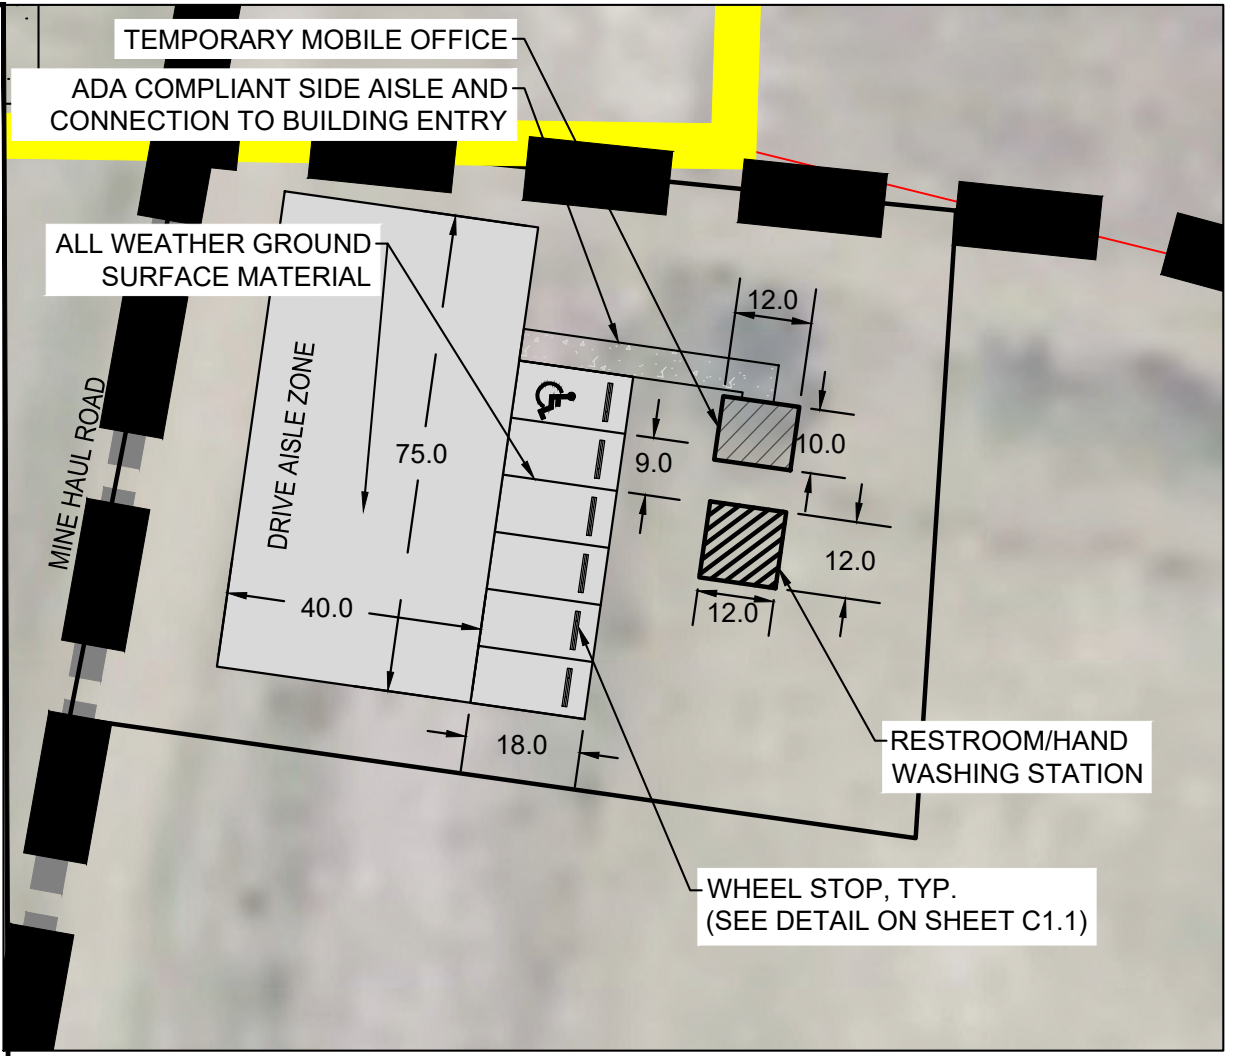 TEMPORARY MOBILE OFFICE
ADA COMPLIANT SIDE AISLE AND
CONNECTION TO BUILDING ENTRY
ALL WEATHER GROUND
SURFACE MATERIAL
12.0
DRIVE AISLE ZONE
MINE HAUL ROAD
75.0
9.0
10.0
12.0
40.0
12.0
18.0
RESTROOM/HAND
WASHING STATION
WHEEL STOP, TYP.
(SEE DETAIL ON SHEET C1.1)